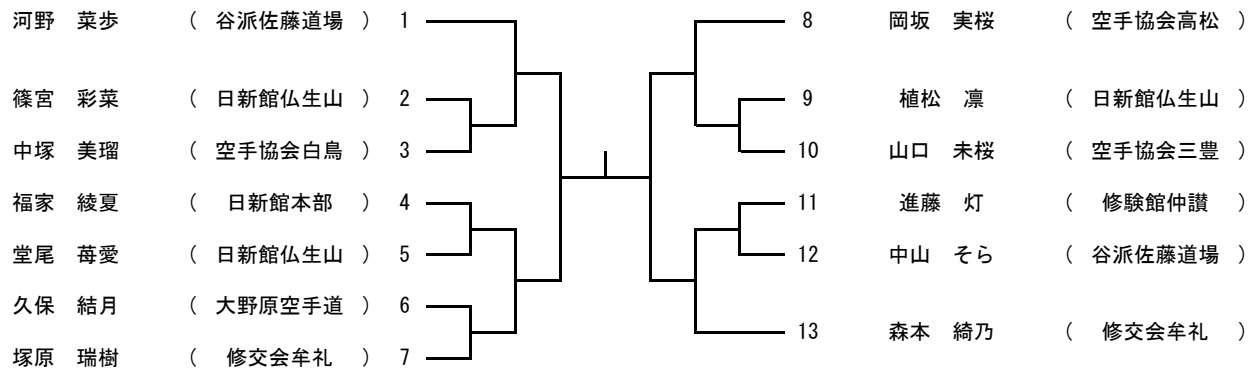 河野　菜歩　（　谷派佐藤道場　）　1
篠宮　彩菜　（　日新館仏生山　）　2
中塚　美瑠　（　空手協会白鳥　）　3
福家　綾夏　（　日新館本部　）　4
堂尾　苺愛　（　日新館仏生山　）　5
久保　結月　（　大野原空手道　）　6
塚原　瑞樹　（　修交会牟礼　）　7
8　岡坂　実桜　（　空手協会高松　）
9　植松　凛　（　日新館仏生山　）
10　山口　未桜　（　空手協会三豊　）
11　進藤　灯　（　修験館仲讃　）
12　中山　そら　（　谷派佐藤道場　）
13　森本　綺乃　（　修交会牟礼　）